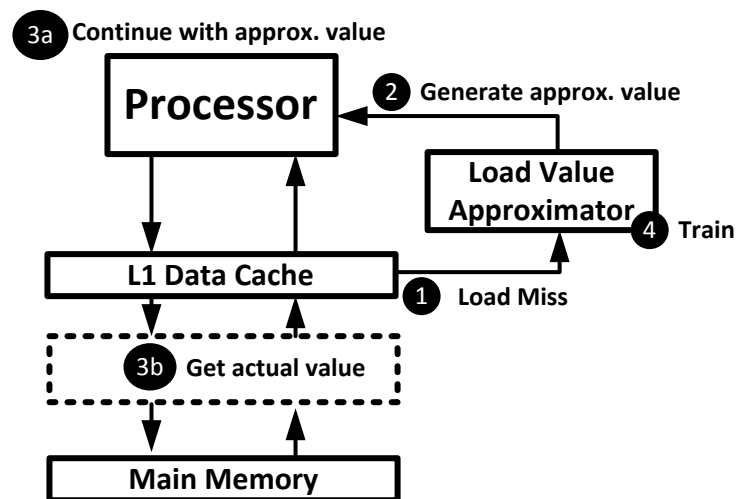 3a Continue with approx. value
Processor
2 Generate approx. value
Load Value
Approximator
4 Train
L1 Data Cache
1 Load Miss
3b Get actual value
Main Memory